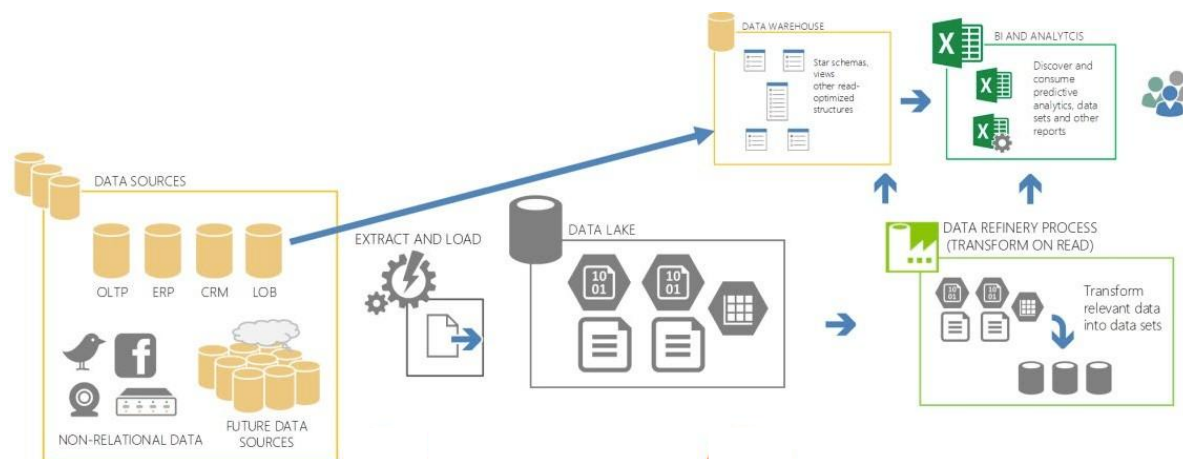 DATA WAREHOUSE
Star schemas,
views
other read-
optimized
structures
BI AND ANALYTCIS
Discover and
consume
predictive
analytics, data
sets and other
reports
DATA SOURCES
OLTP
ERP
CRM
LOB
NON-RELATIONAL DATA
FUTURE DATA
SOURCES
EXTRACT AND LOAD
DATA LAKE
10
01
10
01
DATA REFINERY PROCESS
(TRANSFORM ON READ)
10
01
10
01
Transform
relevant data
into data sets